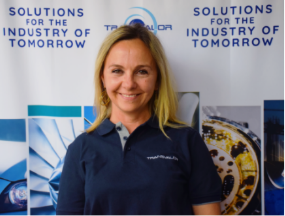 SOLUTIONS
FOR THE
INDUSTRY OF
TOMORROW
SOLUTIONS
FOR THE
INDUSTRY OF
TOMORROW